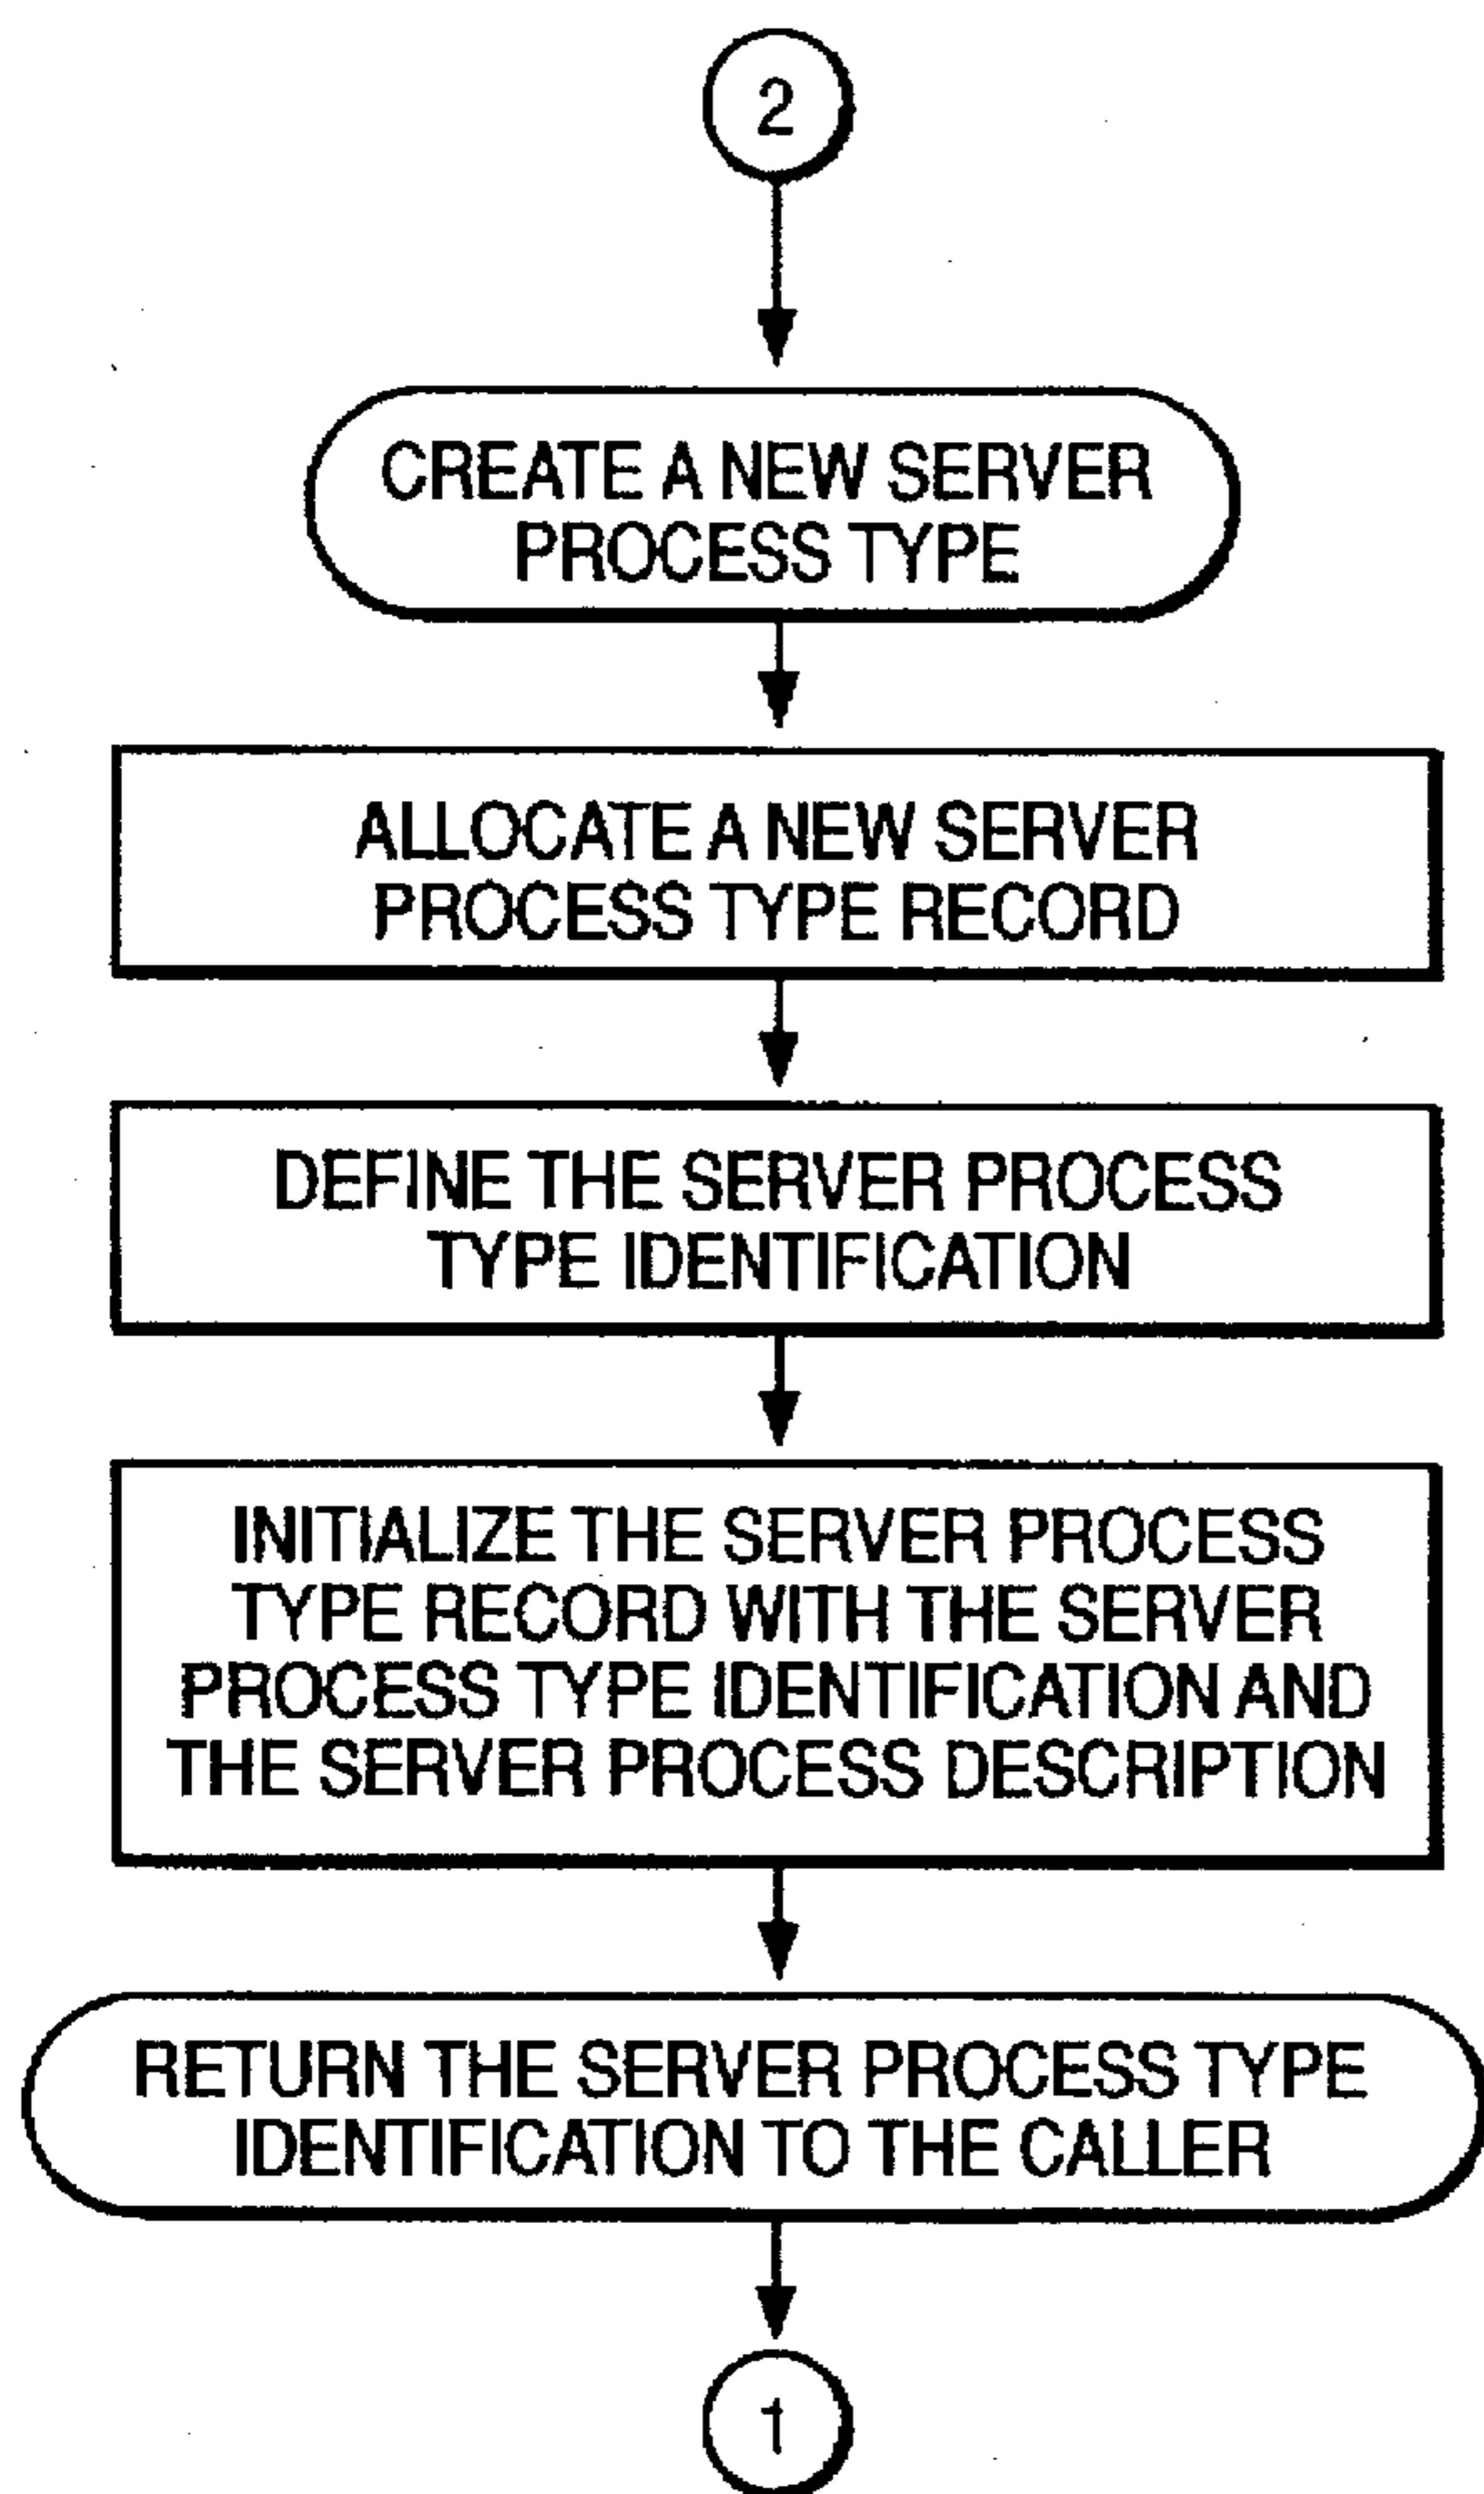 2
CREATE A NEW SERVER
PROCESS TYPE
ALLOCATE A NEW SERVER
PROCESS TYPE RECORD
DEFINE THE SERVER PROCESS
TYPE IDENTIFICATION
INITIALIZE THE SERVER PROCESS
TYPE RECORD WITH THE SERVER
PROCESS TYPE IDENTIFICATION AND
THE SERVER PROCESS DESCRIPTION
RETURN THE SERVER PROCESS TYPE
IDENTIFICATION TO THE CALLER
1